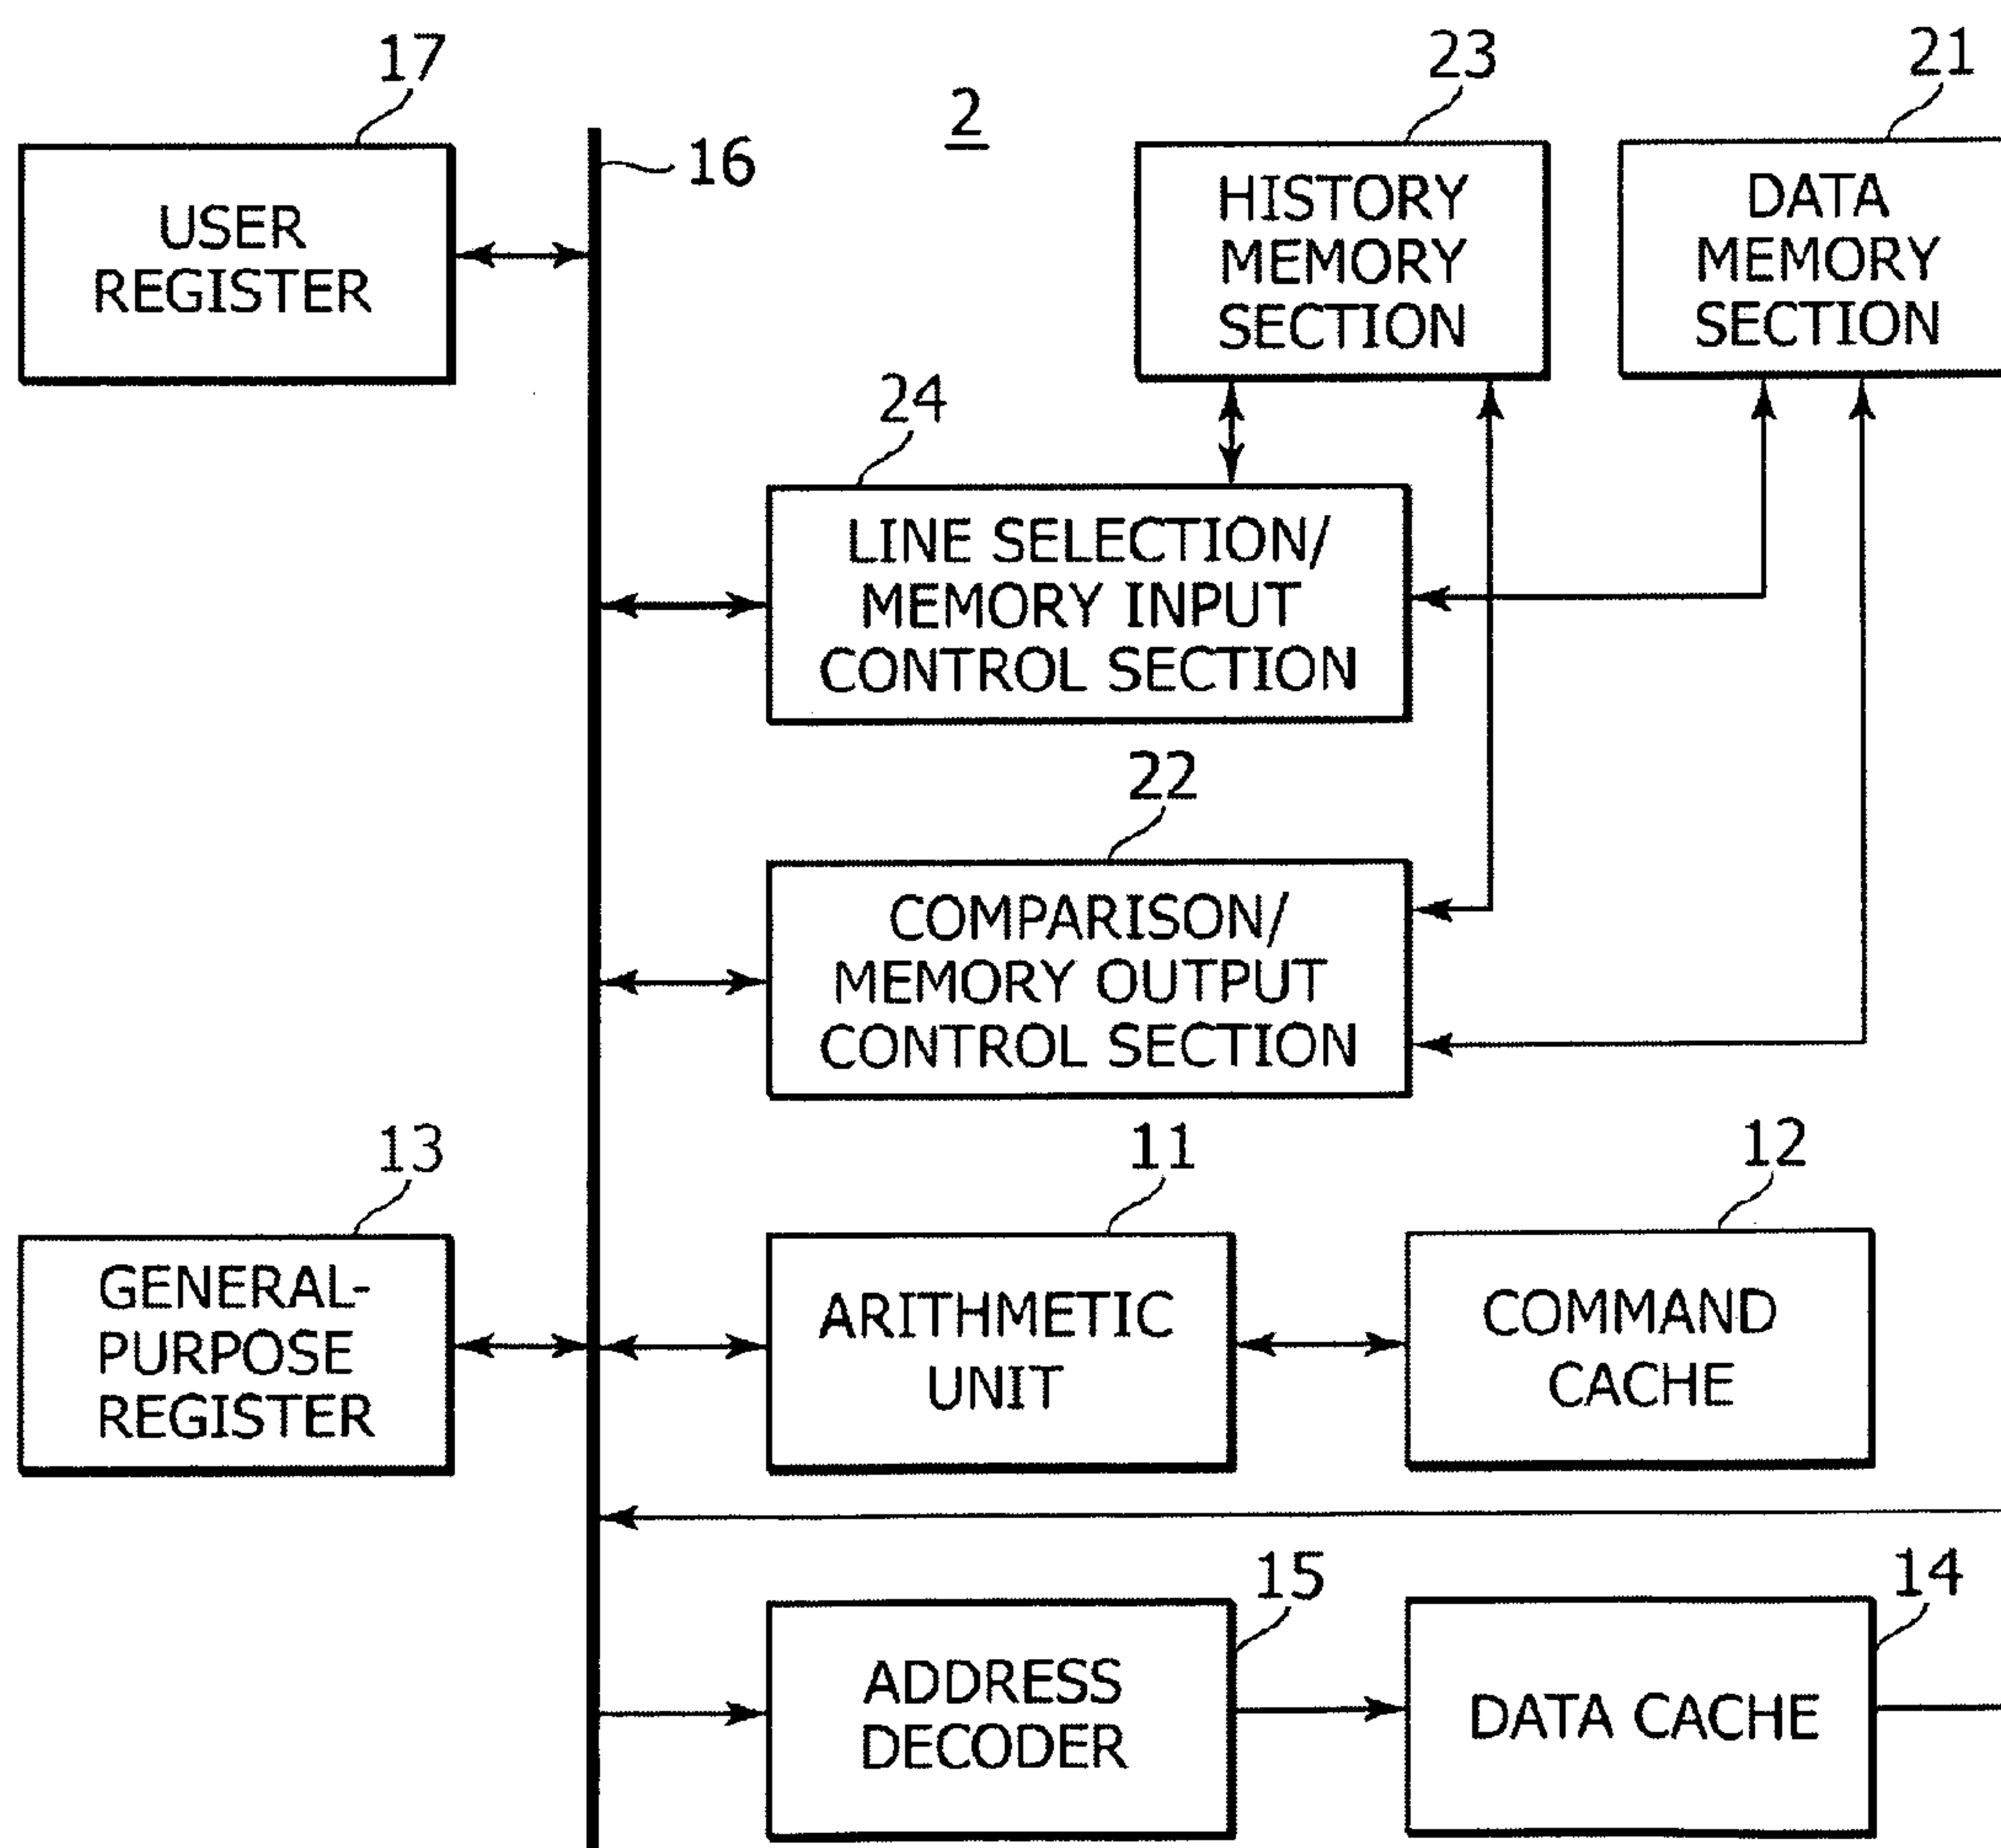 17
USER
REGISTER
16
2
23
HISTORY
MEMORY
SECTION
21
DATA
MEMORY
SECTION
24
LINE SELECTION/
MEMORY INPUT
CONTROL SECTION
22
COMPARISON/
MEMORY OUTPUT
CONTROL SECTION
13
GENERAL-
PURPOSE
REGISTER
11
ARITHMETIC
UNIT
12
COMMAND
CACHE
15
ADDRESS
DECODER
14
DATA CACHE